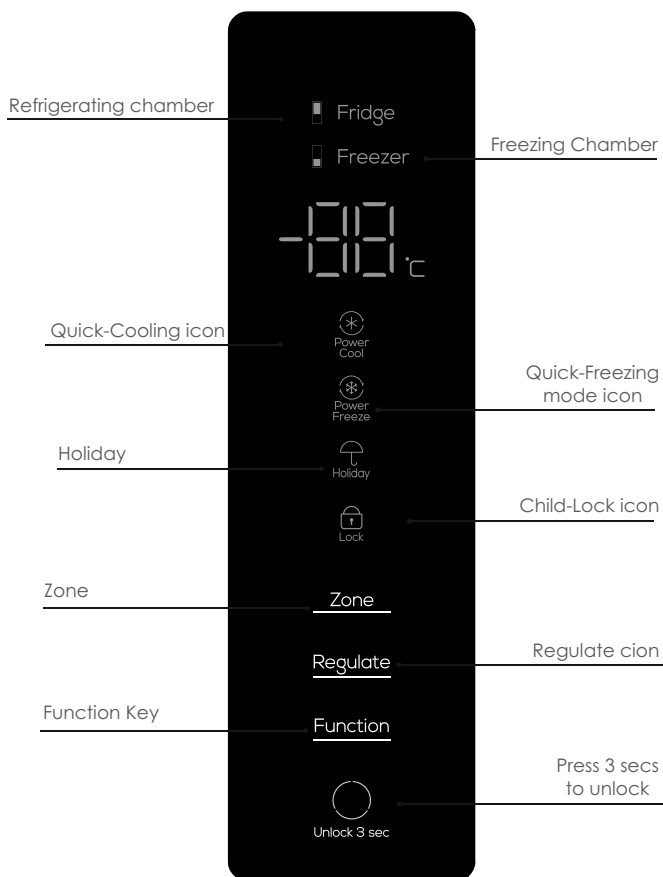 Refrigerating chamber
Fridge
Freezer
Freezing Chamber
-88
°C
Quick-Cooling icon
Power
Cool
Quick-Freezing
mode icon
Power
Freeze
Holiday
Holiday
Child-Lock icon
Lock
Zone
Zone
Regulate cion
Regulate
Function Key
Function
Press 3 secs
to unlock
Unlock 3 sec